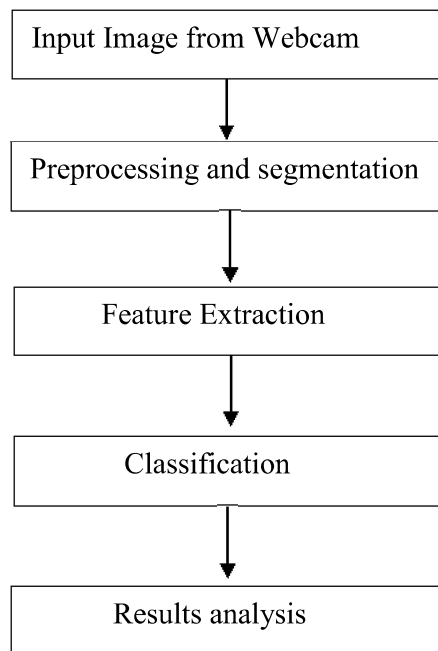 Input Image from Webcam
Preprocessing and segmentation
Feature Extraction
Classification
Results analysis